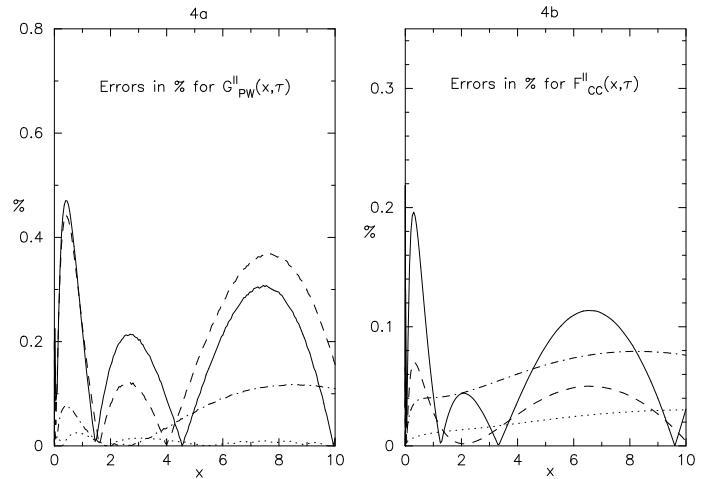 4a
0.8
0.6
0.4
0.2
0
%
Errors in % for G^II_PW(x,τ)
0 2 4 6 8 10
x
4b
0.3
0.2
0.1
0
%
Errors in % for F^II_CC(x,τ)
0 2 4 6 8 10
x